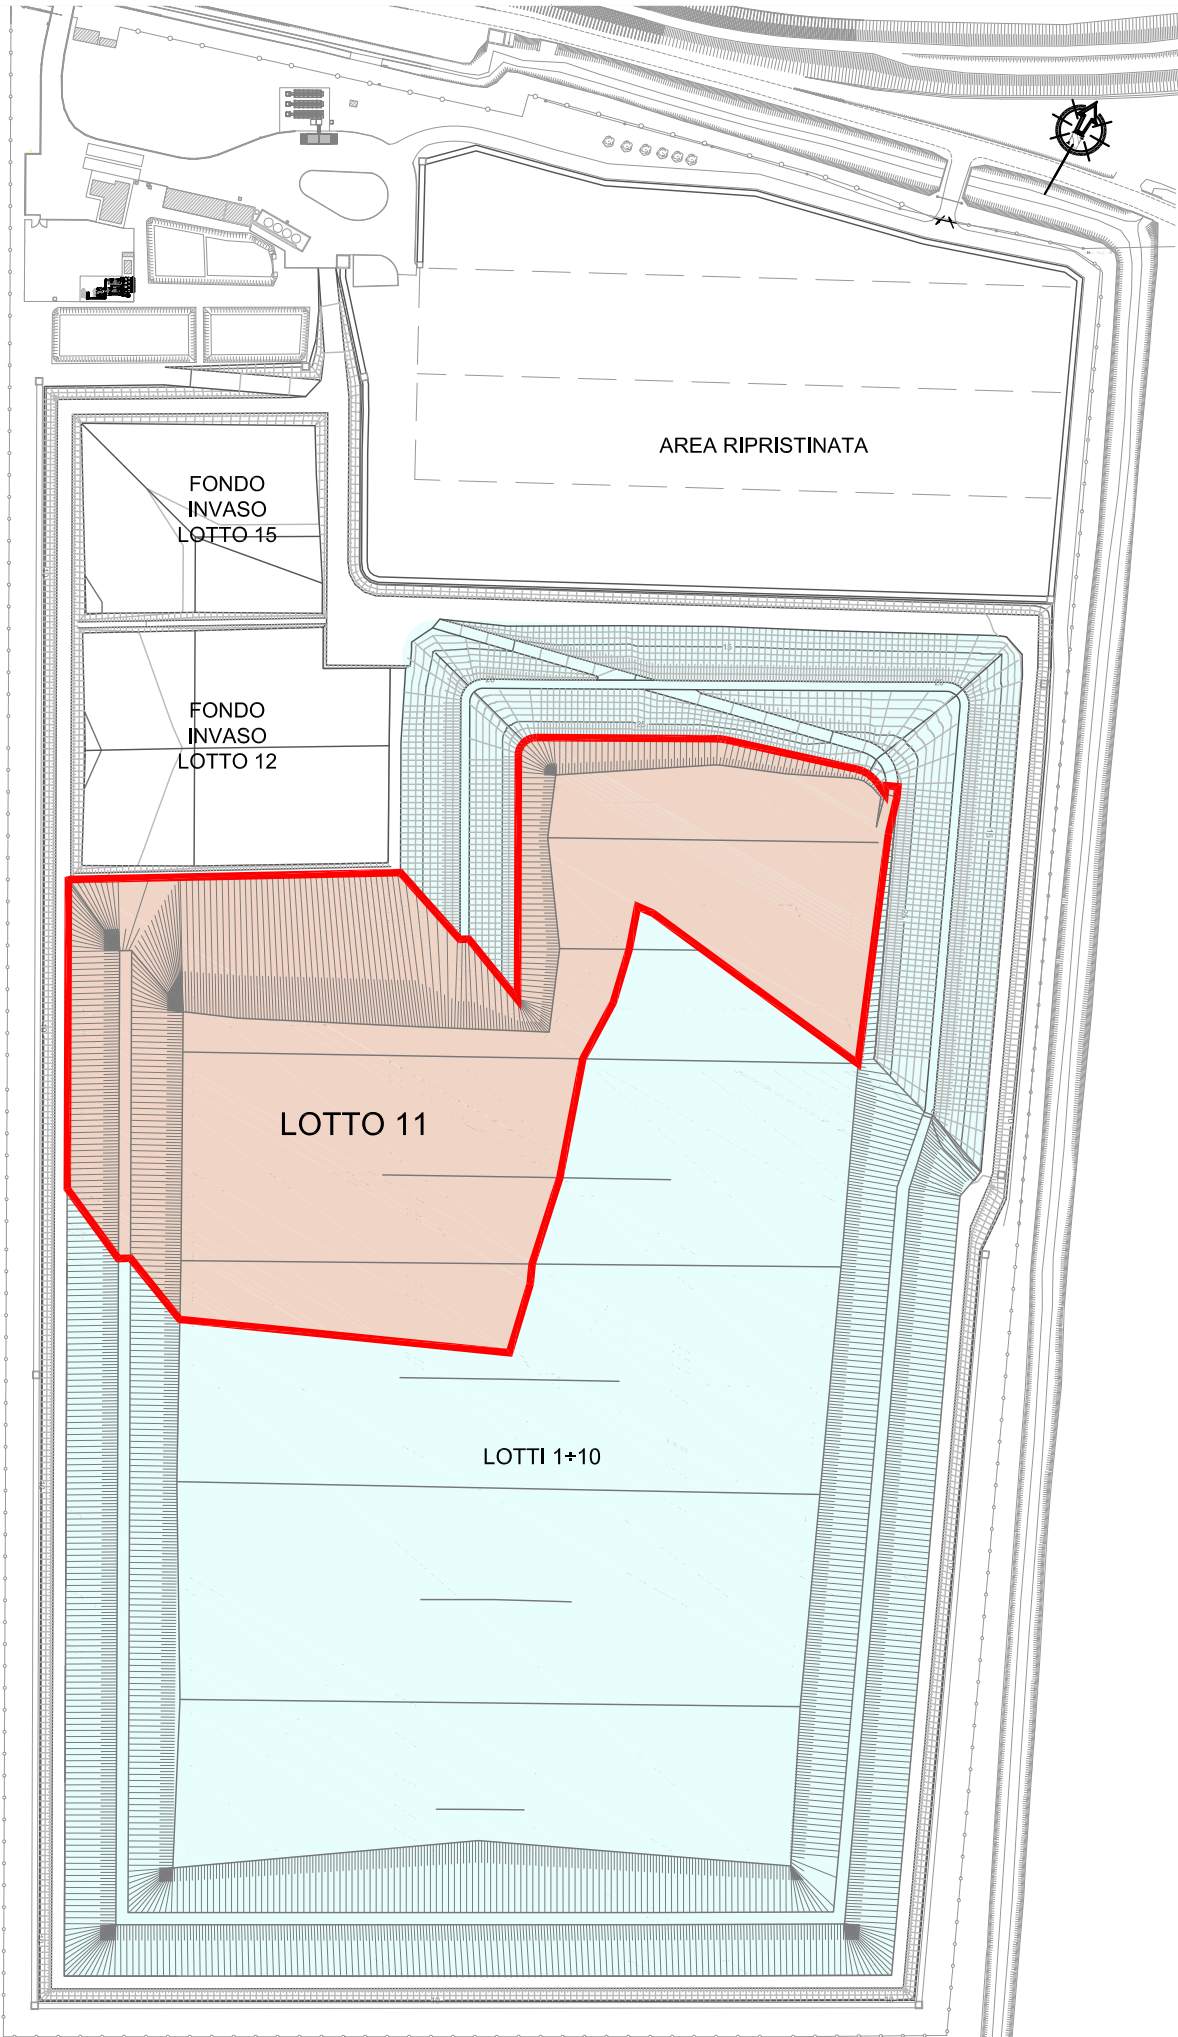 AREA RIPRISTINATA
FONDO
INVASO
LOTTO 15
FONDO
INVASO
LOTTO 12
LOTTO 11
LOTTI 1÷10